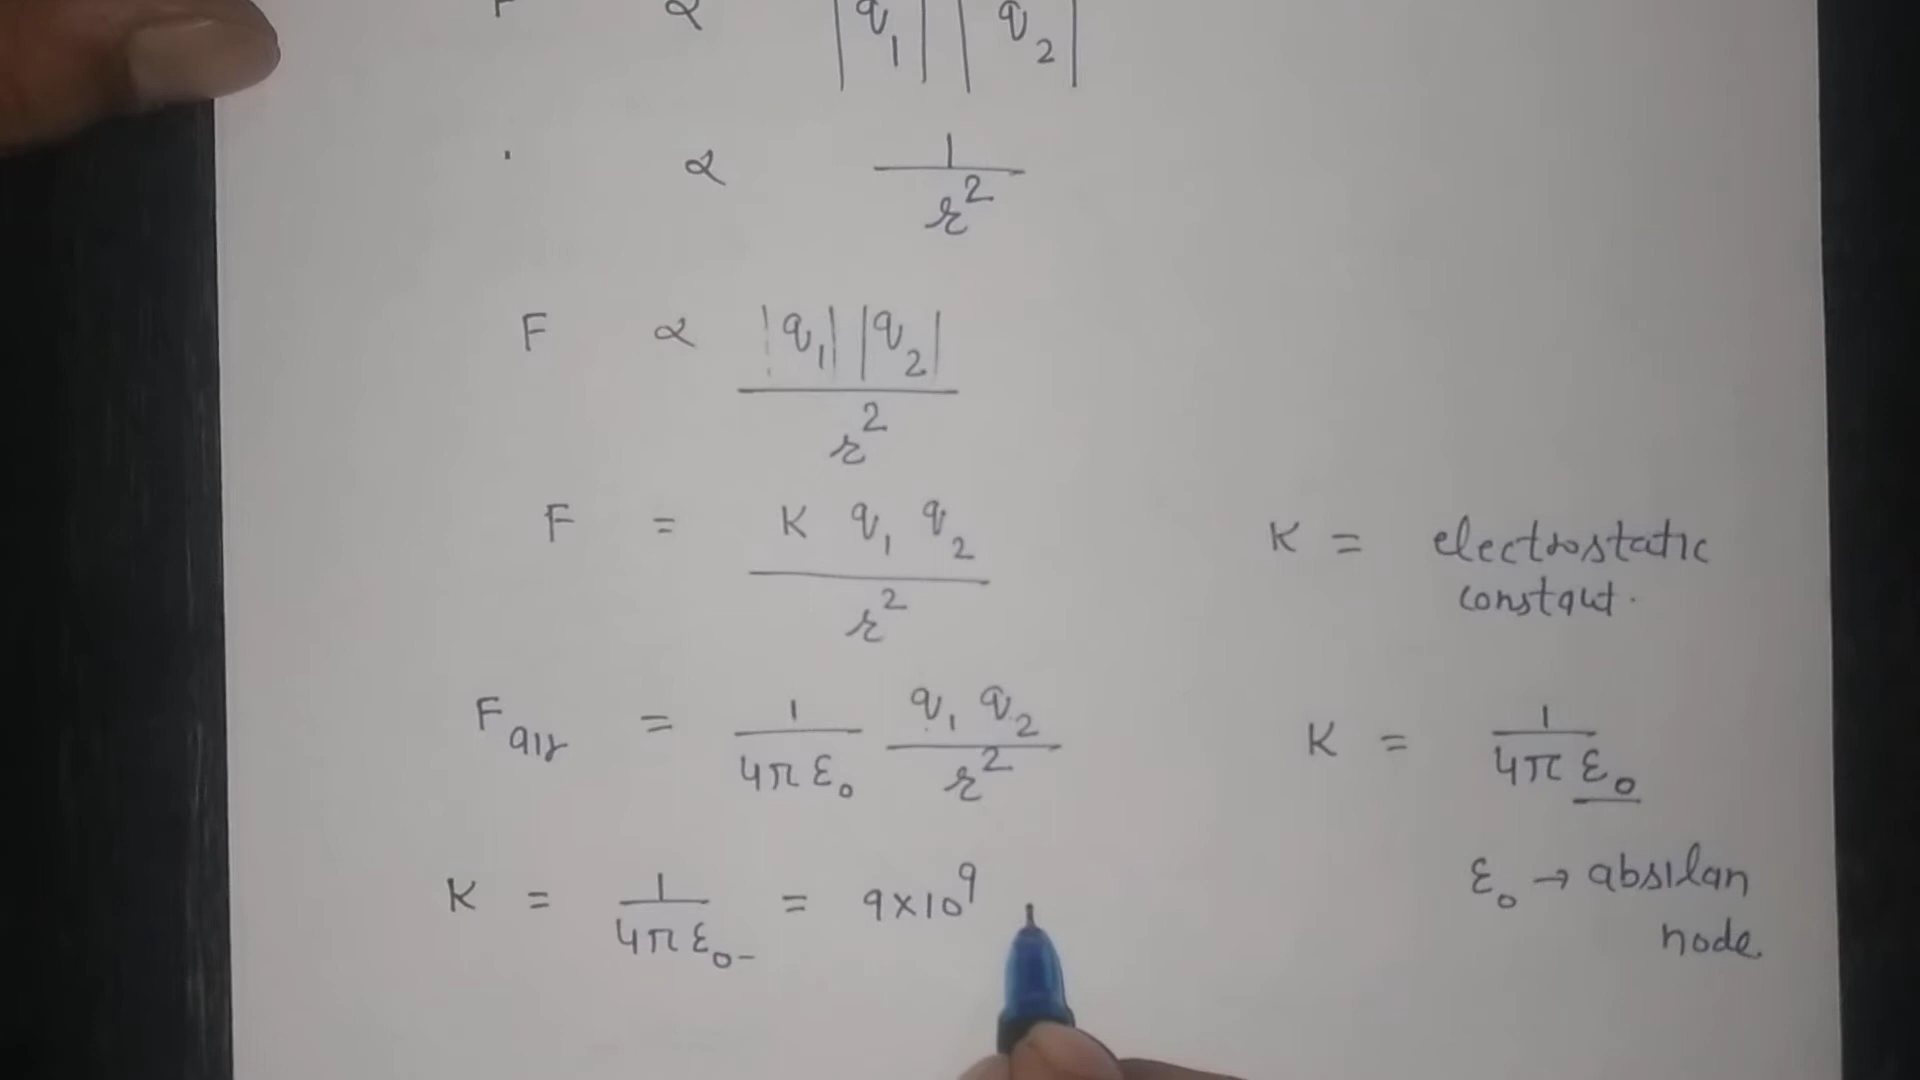 F ∝ |q₁| |q₂|
∝ 1/r²
F ∝ |q₁| |q₂| / r²
F = K q₁ q₂ / r²
K = electrostatic
constant.
F air = 1/4πε₀ q₁ q₂ / r²
K = 1/4πε₀
K = 1/4πε₀ = 9×10⁹
ε₀ → absilan
node